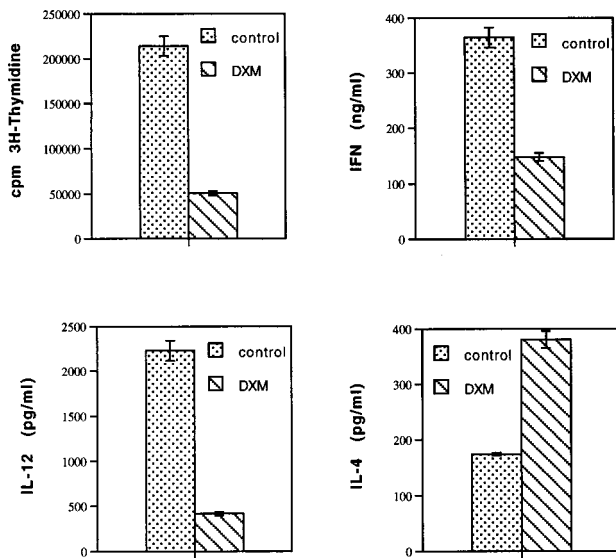 cpm 3H-Thymidine
250000
200000
150000
100000
50000
0
control
DXM
IFN (ng/ml)
400
300
200
100
0
control
DXM
IL-12 (pg/ml)
2500
2000
1500
1000
500
0
control
DXM
IL-4 (pg/ml)
400
300
200
100
0
control
DXM